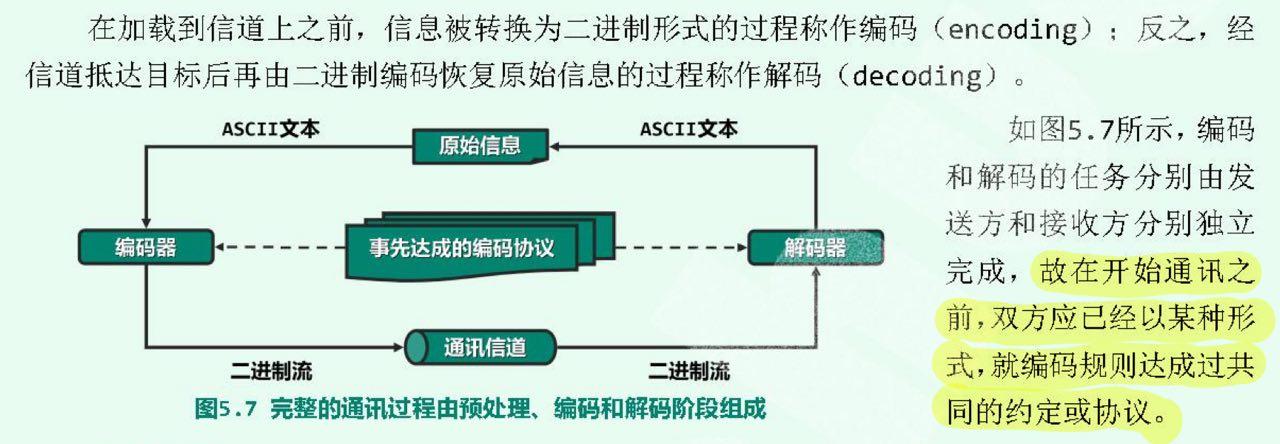 在加载到信道上之前，信息被转换为二进制形式的过程称作编码（encoding）；反之，经
信道抵达目标后再由二进制编码恢复原始信息的过程称作解码（decoding）。
ASCII文本
原始信息
ASCII文本
编码器
事先达成的编码协议
解码器
二进制流
通讯信道
二进制流
图5.7 完整的通讯过程由预处理、编码和解码阶段组成
如图5.7所示，编码
和解码的任务分别由发
送方和接收方分别独立
完成，故在开始通讯之
前，双方应已经以某种形
式，就编码规则达成过共
同的约定或协议。